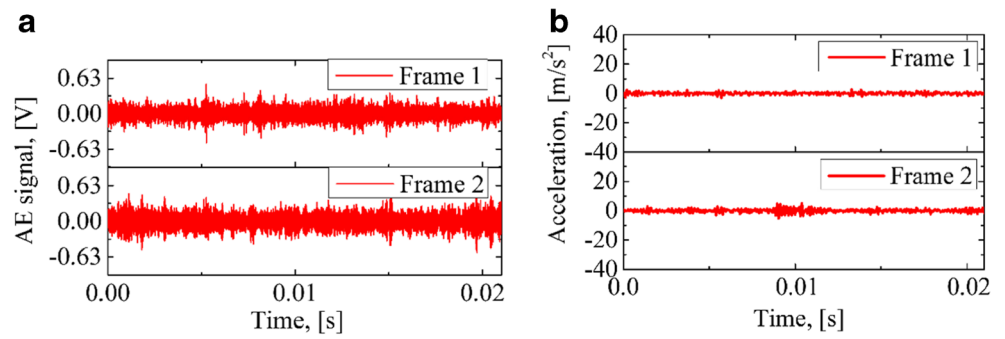 a
AE signal, [V]
0.63
0.00
-0.63
Frame 1
0.63
0.00
-0.63
Frame 2
0.00
0.01
0.02
Time, [s]
b
Acceleration, [m/s²]
40
20
0
-20
-40
Frame 1
20
0
-20
-40
Frame 2
0.0
0.01
0.02
Time, [s]